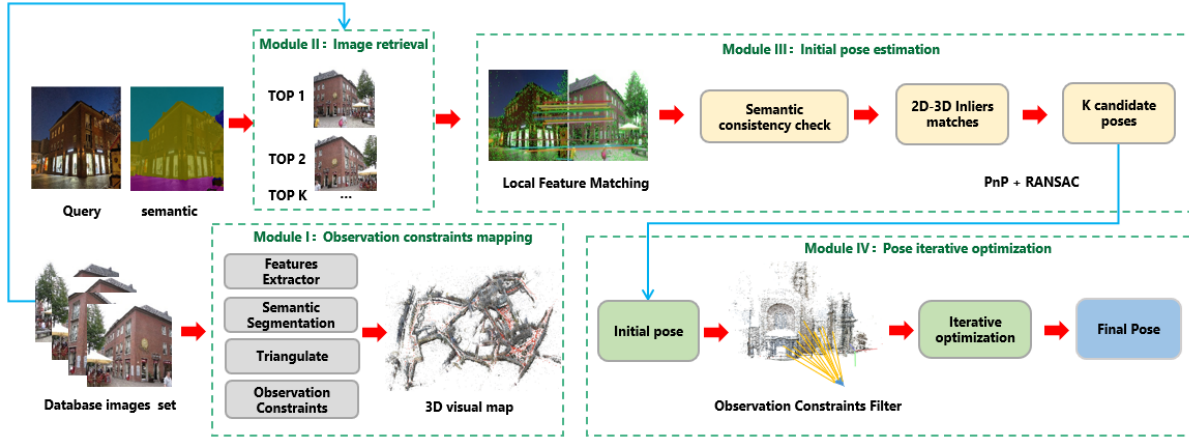 Module II：Image retrieval
TOP 1
TOP 2
TOP K
...
Query
semantic
Module III：Initial pose estimation
Local Feature Matching
Semantic
consistency check
2D-3D Inliers
matches
K candidate
poses
PnP + RANSAC
Module I：Observation constraints mapping
Features
Extractor
Semantic
Segmentation
Triangulate
Observation
Constraints
Database images set
3D visual map
Module IV：Pose iterative optimization
Initial pose
Observation Constraints Filter
Iterative
optimization
Final Pose